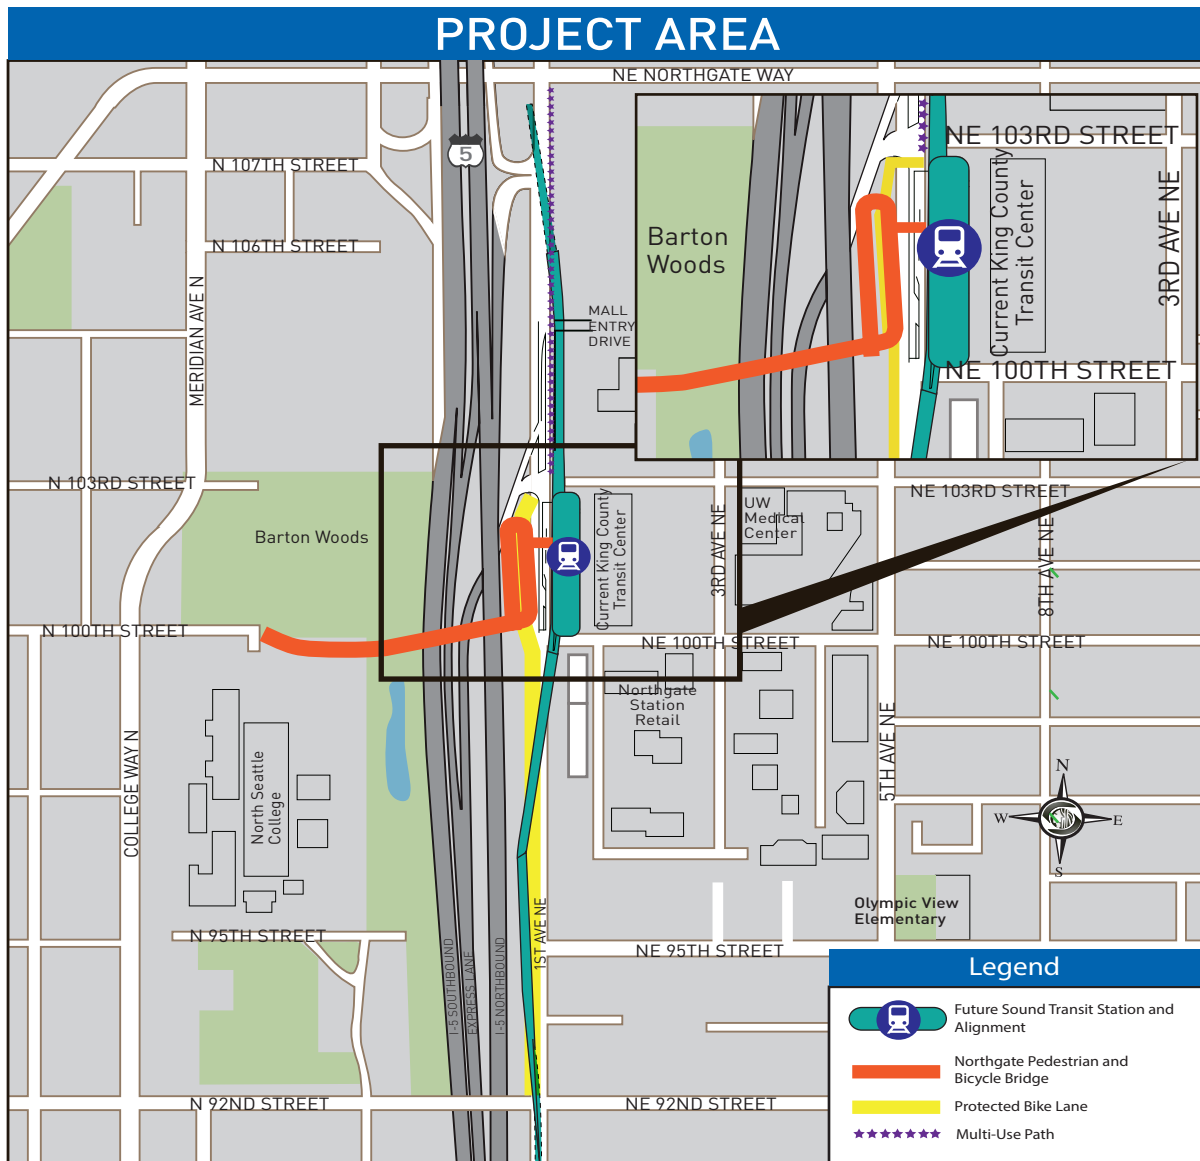 PROJECT AREA
NE NORTHGATE WAY
5
N 107TH STREET
N 106TH STREET
MERIDIAN AVE N
MALL
ENTRY
DRIVE
Barton
Woods
NE 103RD STREET
Current King County
Transit Center
3RD AVE NE
NE 100TH STREET
N 103RD STREET
Barton Woods
Current King County
Transit Center
3RD AVE NE
UW
Medical
Center
NE 103RD STREET
8TH AVE NE
N 100TH STREET
NE 100TH STREET
NE 100TH STREET
Northgate
Station
Retail
5TH AVE NE
COLLEGE WAY N
North Seattle
College
N
W
E
S
Olympic View
Elementary
N 95TH STREET
I-5 SOUTHBOUND
EXPRESS LANE
I-5 NORTHBOUND
1ST AVE NE
NE 95TH STREET
N 92ND STREET
NE 92ND STREET
Legend
Future Sound Transit Station and
Alignment
Northgate Pedestrian and
Bicycle Bridge
Protected Bike Lane
Multi-Use Path